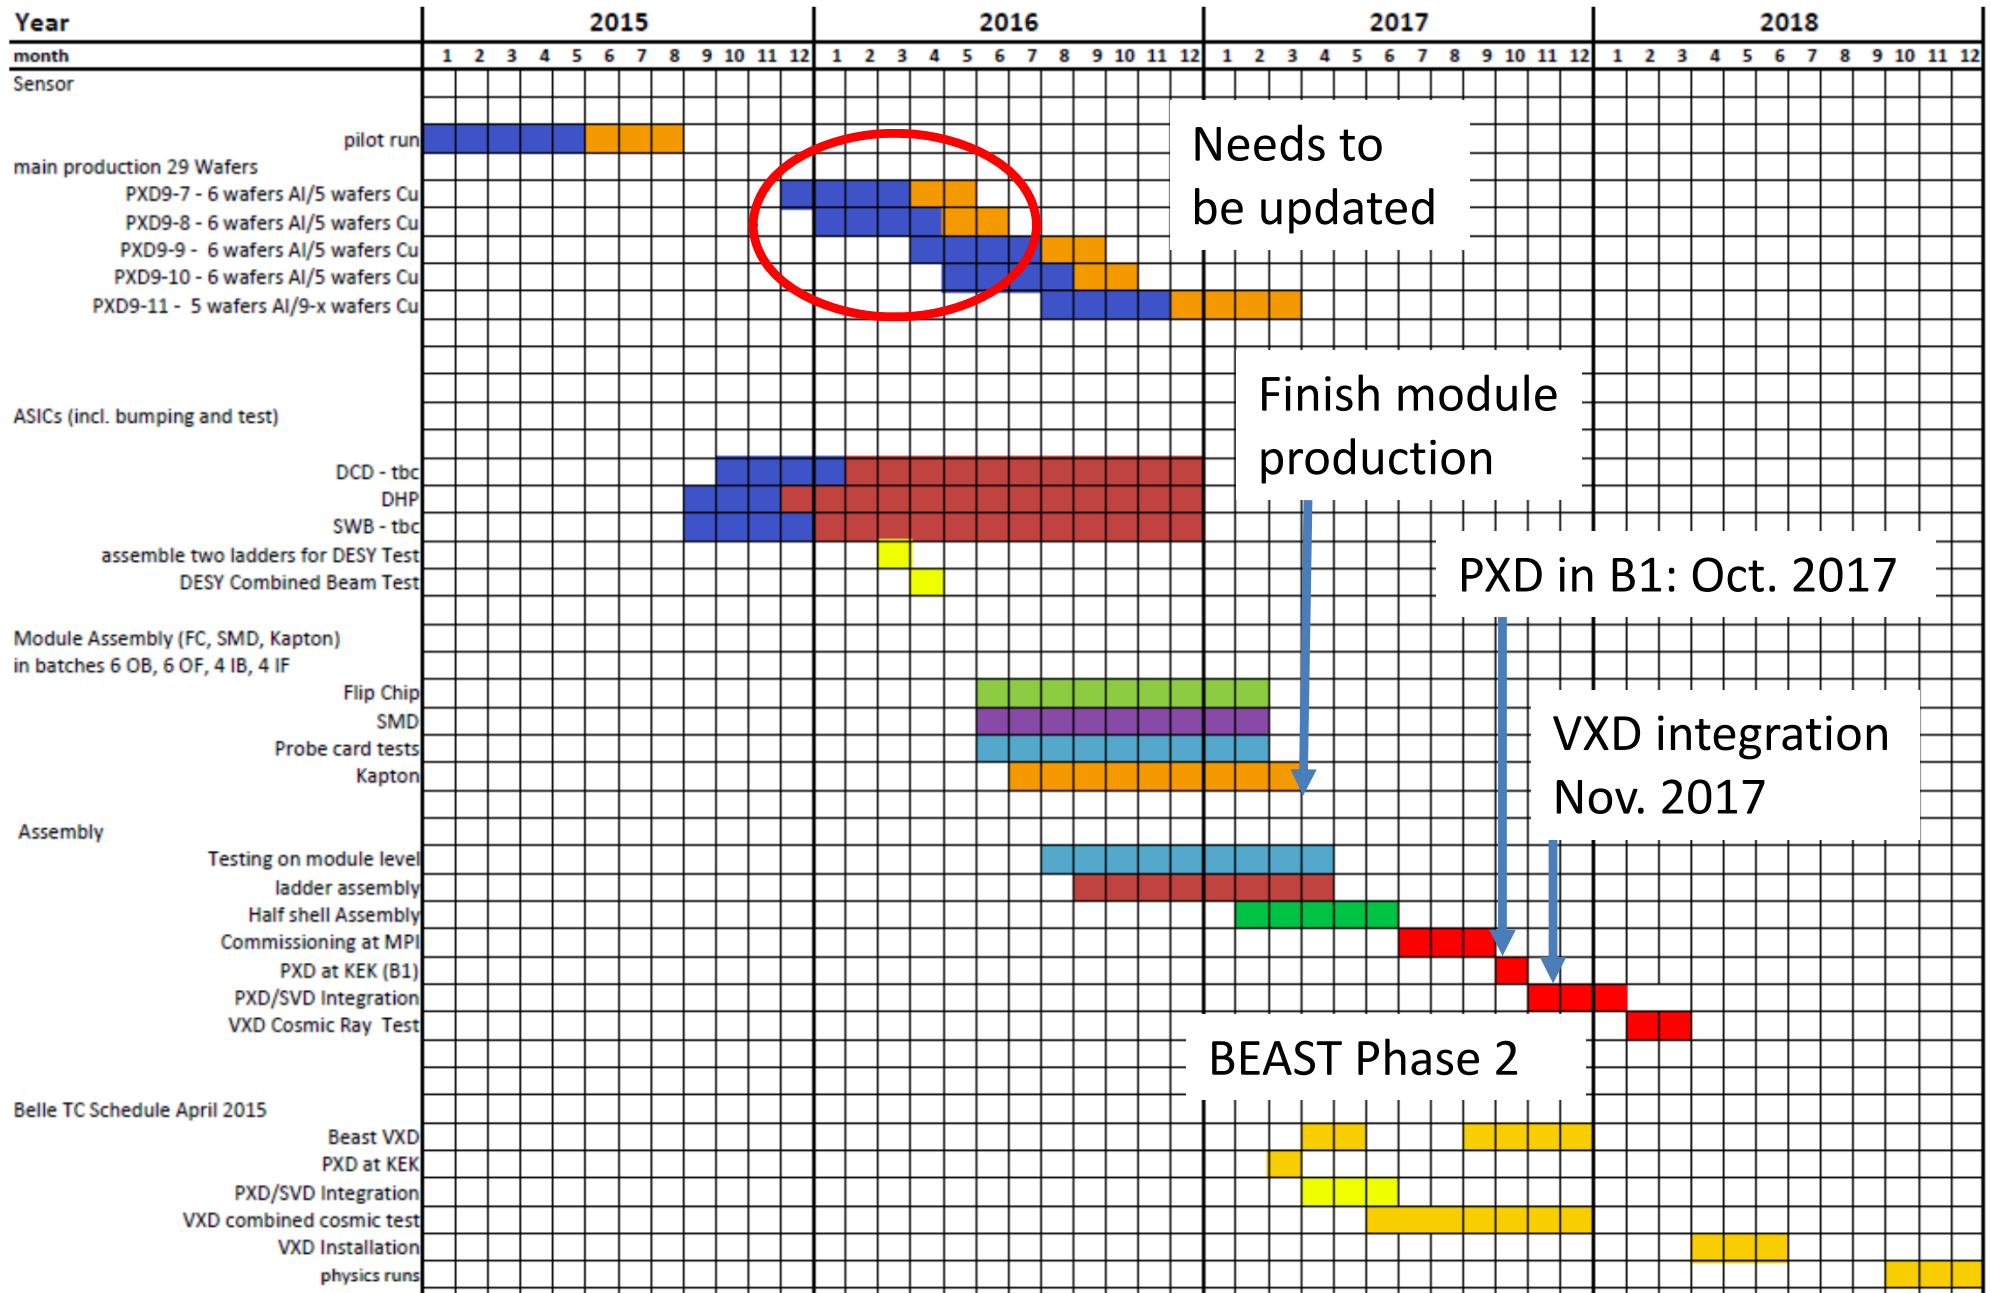 Year 2015 2016 2017 2018
month 1 2 3 4 5 6 7 8 9 10 11 12 1 2 3 4 5 6 7 8 9 10 11 12 1 2 3 4 5 6 7 8 9 10 11 12 1 2 3 4 5 6 7 8 9 10 11 12
Sensor
pilot run
main production 29 Wafers
PXD9-7 - 6 wafers Al/5 wafers Cu
PXD9-8 - 6 wafers Al/5 wafers Cu
PXD9-9 - 6 wafers Al/5 wafers Cu
PXD9-10 - 6 wafers Al/5 wafers Cu
PXD9-11 - 5 wafers Al/9-x wafers Cu
Needs to
be updated
ASICs (incl. bumping and test)
DCD - tbc
DHP
SWB - tbc
assemble two ladders for DESY Test
DESY Combined Beam Test
Finish module
production
PXD in B1: Oct. 2017
Module Assembly (FC, SMD, Kapton)
in batches 6 OB, 6 OF, 4 IB, 4 IF
Flip Chip
SMD
Probe card tests
Kapton
VXD integration
Nov. 2017
Assembly
Testing on module level
ladder assembly
Half shell Assembly
Commissioning at MPI
PXD at KEK (B1)
PXD/SVD Integration
VXD Cosmic Ray Test
BEAST Phase 2
Belle TC Schedule April 2015
Beast VXD
PXD at KEK
PXD/SVD Integration
VXD combined cosmic test
VXD Installation
physics runs